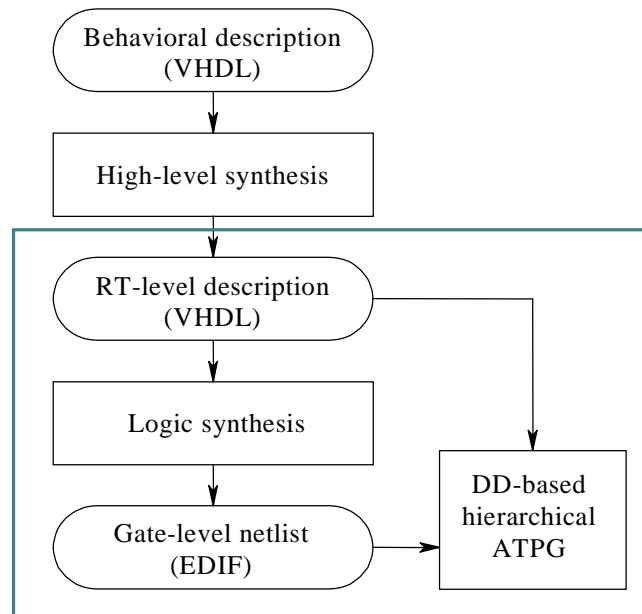 Behavioral description
(VHDL)
High-level synthesis
RT-level description
(VHDL)
Logic synthesis
Gate-level netlist
(EDIF)
DD-based
hierarchical
ATPG